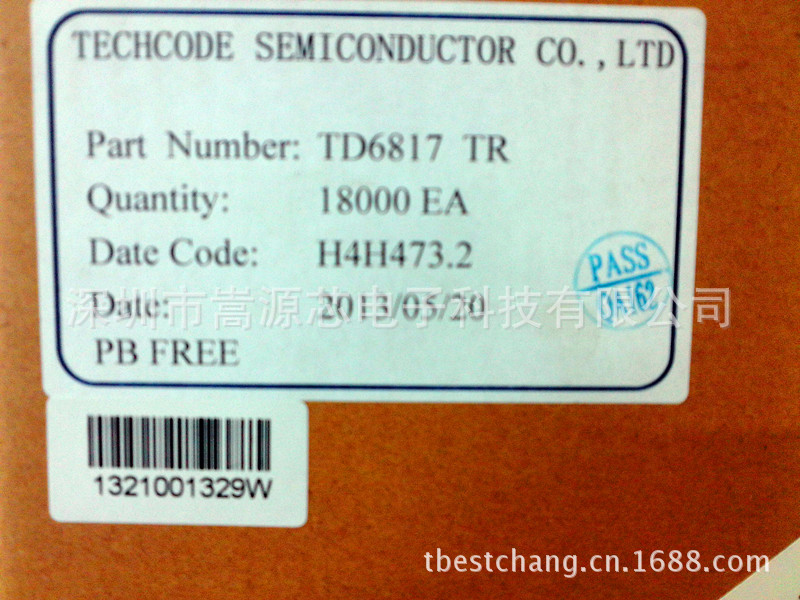 TECHCODE SEMICONDUCTOR CO.,LTD
Part Number: TD6817 TR
Quantity: 18000 EA
Date Code: H4H473.2
PASS
Date: 2013/05/20
深圳市嵩源芯电子科技有限公司
PB FREE
1321001329W
tbestchang.cn.1688.com